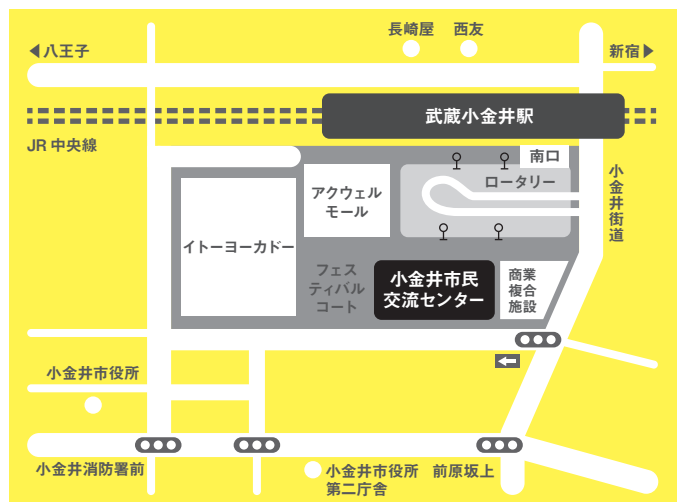 長崎屋 西友
◀八王子
新宿▶
武蔵小金井駅
JR 中央線
南口
ロータリー
小金井街道
アクウェル
モール
イトーヨーカドー
フェス
ティバル
コート
小金井市民
交流センター
商業
複合
施設
小金井市役所
小金井消防署前
小金井市役所 前原坂上
第二庁舎